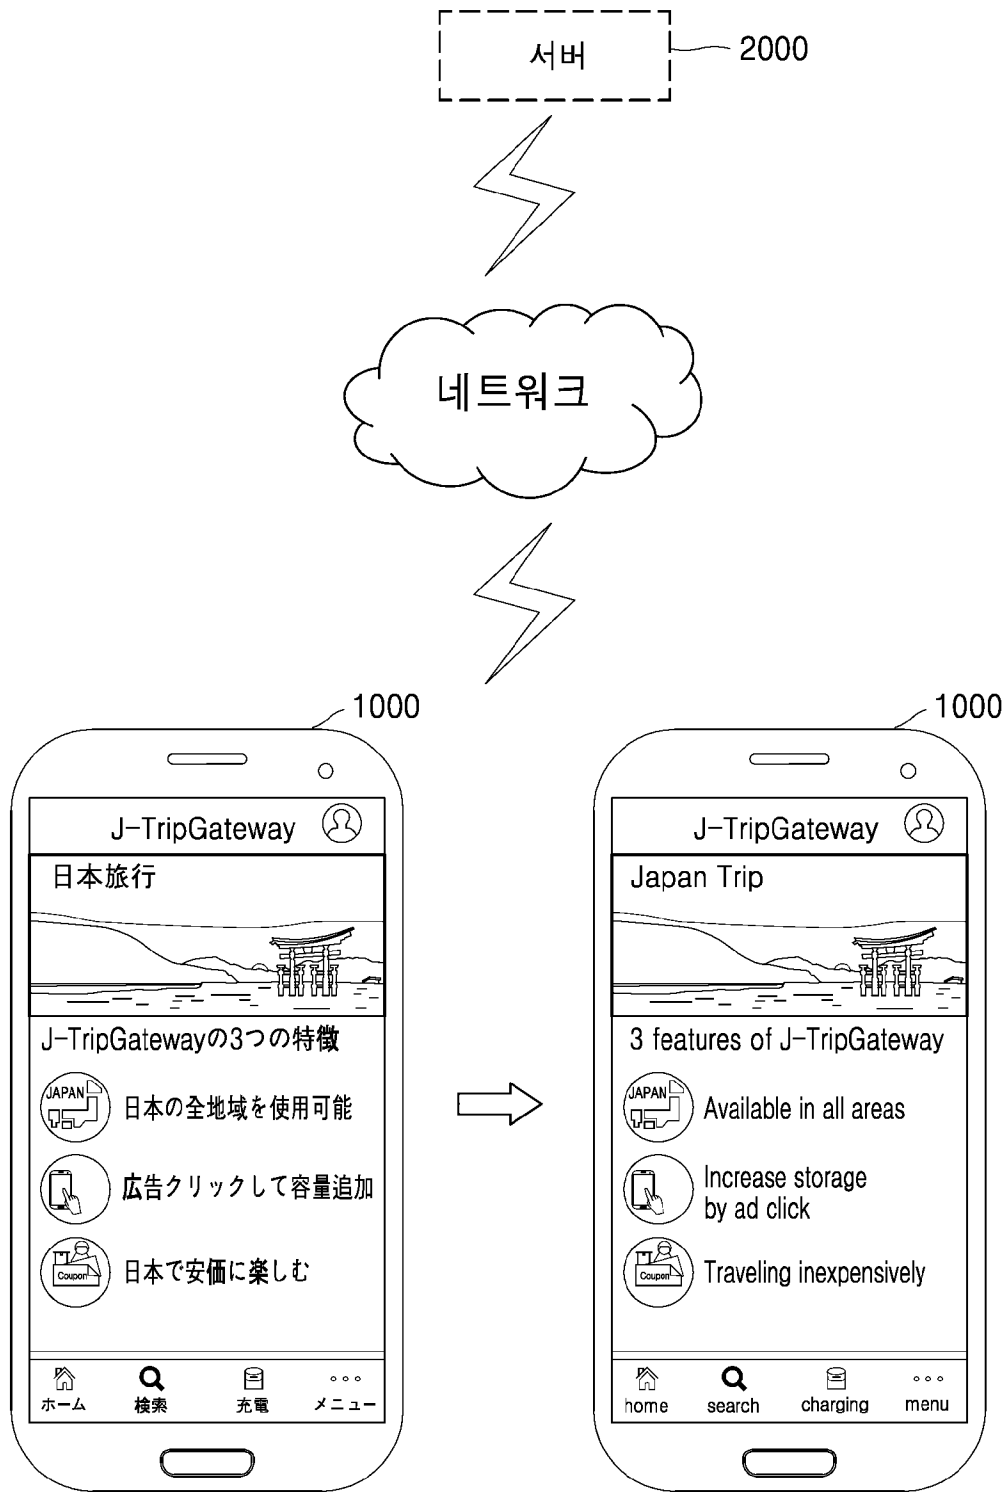 서버
2000
네트워크
1000
J-TripGateway
日本旅行
J-TripGatewayの3つの特徴
JAPAN
日本の全地域を使用可能
広告クリックして容量追加
Coupon
日本で安価に楽しむ
ホーム
検索
充電
メニュー
1000
J-TripGateway
Japan Trip
3 features of J-TripGateway
JAPAN
Available in all areas
Increase storage
by ad click
Coupon
Traveling inexpensively
home
search
charging
menu